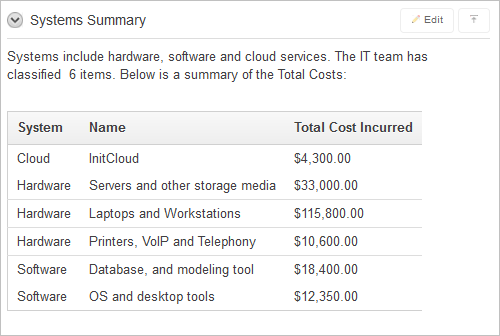 Systems Summary Edit
Systems include hardware, software and cloud services. The IT team has
classified  6 items. Below is a summary of the Total Costs:
System Name Total Cost Incurred
Cloud InitCloud $4,300.00
Hardware Servers and other storage media $33,000.00
Hardware Laptops and Workstations $115,800.00
Hardware Printers, VoIP and Telephony $10,600.00
Software Database, and modeling tool $18,400.00
Software OS and desktop tools $12,350.00